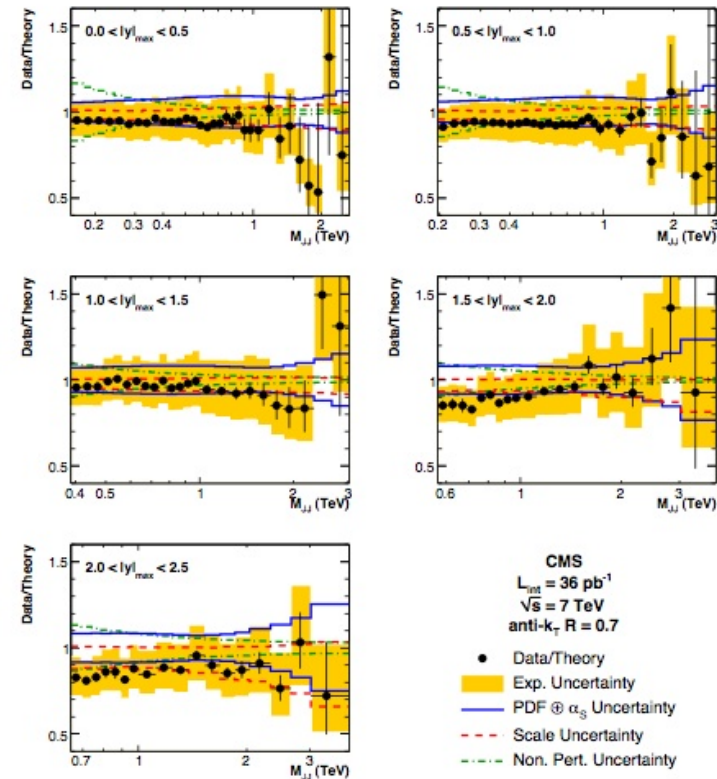 Data/Theory
0.0 < |y|max < 0.5
1.5
1
0.5
0.2 0.3 0.4 1 2
MJJ (TeV)
Data/Theory
0.5 < |y|max < 1.0
1.5
1
0.5
0.2 0.3 0.4 1 2 3
MJJ (TeV)
Data/Theory
1.0 < |y|max < 1.5
1.5
1
0.5
0.4 0.5 1 2 3
MJJ (TeV)
Data/Theory
1.5 < |y|max < 2.0
1.5
1
0.5
0.6 1 2 3
MJJ (TeV)
Data/Theory
2.0 < |y|max < 2.5
1.5
1
0.5
0.7 1 2 3
MJJ (TeV)
CMS
Lint = 36 pb⁻¹
√s = 7 TeV
anti-kT R = 0.7
Data/Theory
Exp. Uncertainty
PDF ⊕ αS Uncertainty
Scale Uncertainty
Non. Pert. Uncertainty